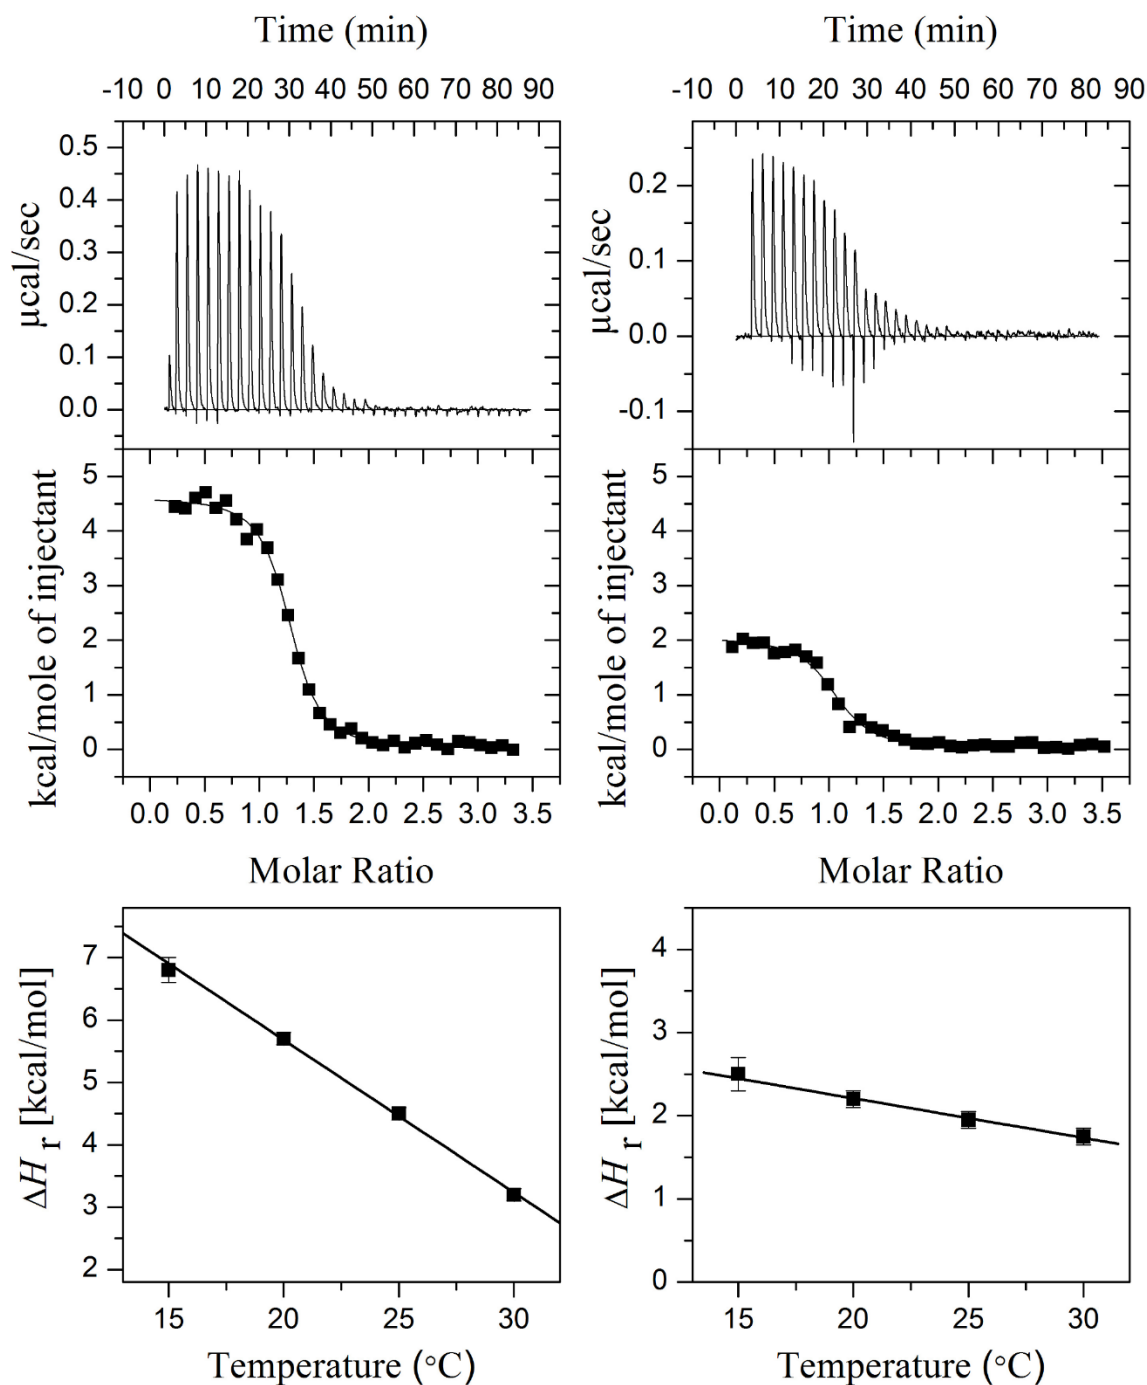 Time (min)
-10 0 10 20 30 40 50 60 70 80 90
0.5
0.4
0.3
0.2
0.1
0.0
µcal/sec
5
4
3
2
1
0
kcal/mole of injectant
0.0 0.5 1.0 1.5 2.0 2.5 3.0 3.5
Molar Ratio
7
6
5
4
3
2
ΔH r [kcal/mol]
15 20 25 30
Temperature (°C)
Time (min)
-10 0 10 20 30 40 50 60 70 80 90
0.2
0.1
0.0
-0.1
µcal/sec
5
4
3
2
1
0
kcal/mole of injectant
0.0 0.5 1.0 1.5 2.0 2.5 3.0 3.5
Molar Ratio
4
3
2
1
0
ΔH r [kcal/mol]
15 20 25 30
Temperature (°C)